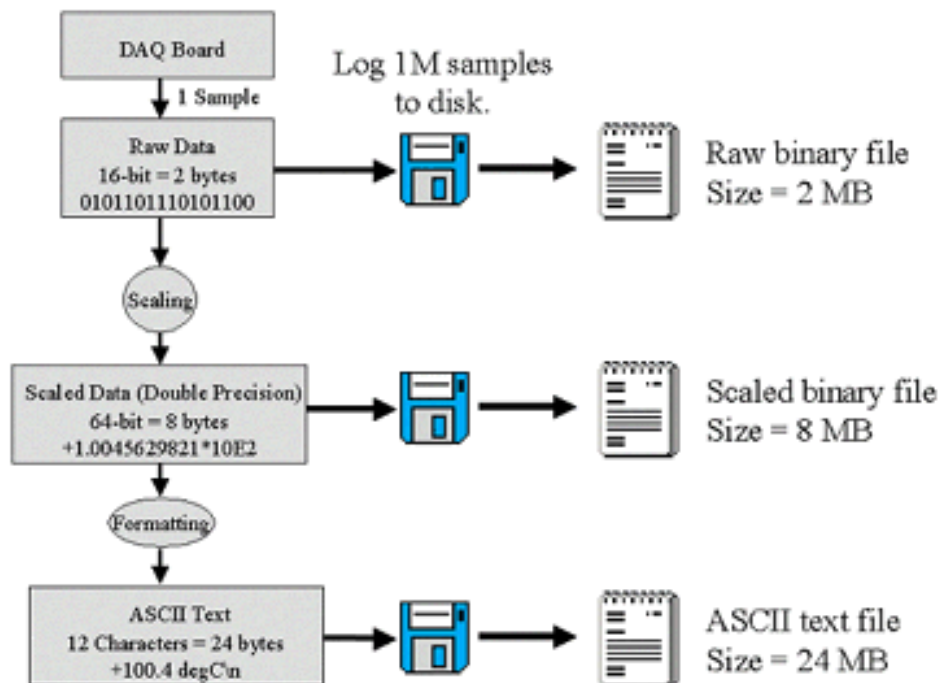 DAQ Board
1 Sample
Log 1M samples
to disk.
Raw Data
16-bit = 2 bytes
0101101110101100
Raw binary file
Size = 2 MB
Scaling
Scaled Data (Double Precision)
64-bit = 8 bytes
+1.0045629821*10E2
Scaled binary file
Size = 8 MB
Formatting
ASCII Text
12 Characters = 24 bytes
+100.4 degC\n
ASCII text file
Size = 24 MB